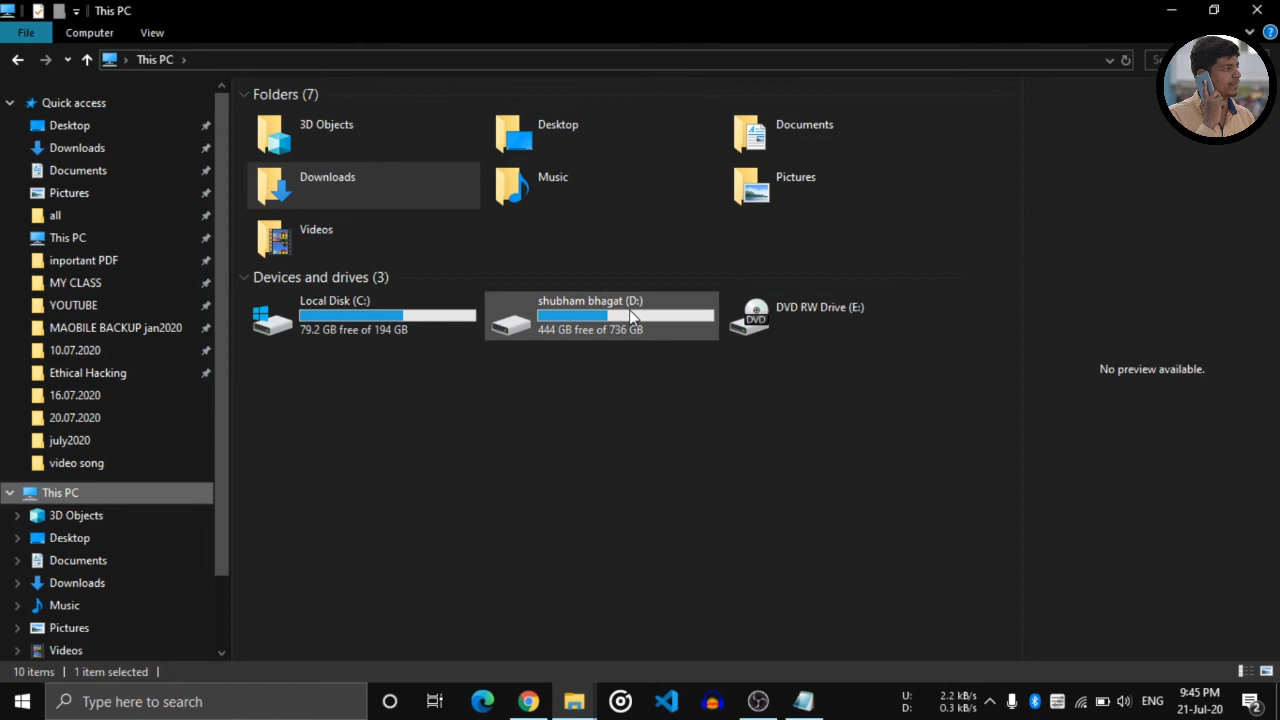 This PC
File
Computer
View
This PC
Quick access
Desktop
Downloads
Documents
Pictures
all
This PC
inportant PDF
MY CLASS
YOUTUBE
MAOBILE BACKUP jan2020
10.07.2020
Ethical Hacking
16.07.2020
20.07.2020
july2020
video song
This PC
3D Objects
Desktop
Documents
Downloads
Music
Pictures
Videos
Folders (7)
3D Objects
Desktop
Documents
Downloads
Music
Pictures
Videos
Devices and drives (3)
Local Disk (C:)
79.2 GB free of 194 GB
shubham bhagat (D:)
444 GB free of 736 GB
DVD
DVD RW Drive (E:)
No preview available.
10 items
1 item selected
Type here to search
U: 2.2 kB/s
D: 0.3 kB/s
ENG
9:45 PM
21-Jul-20
2